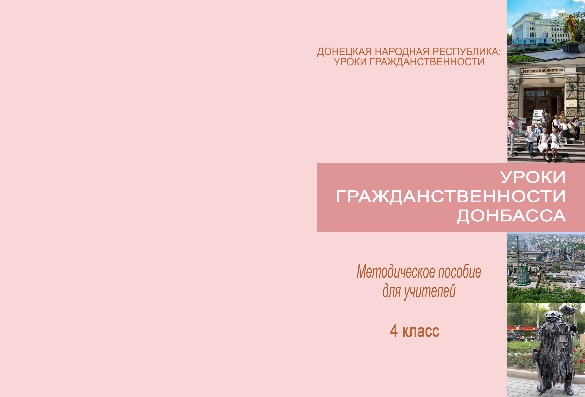 ДОНЕЦКАЯ НАРОДНАЯ РЕСПУБЛИКА:
УРОКИ ГРАЖДАНСТВЕННОСТИ
УРОКИ
ГРАЖДАНСТВЕННОСТИ
ДОНБАССА
Методическое пособие
для учителей
4 класс